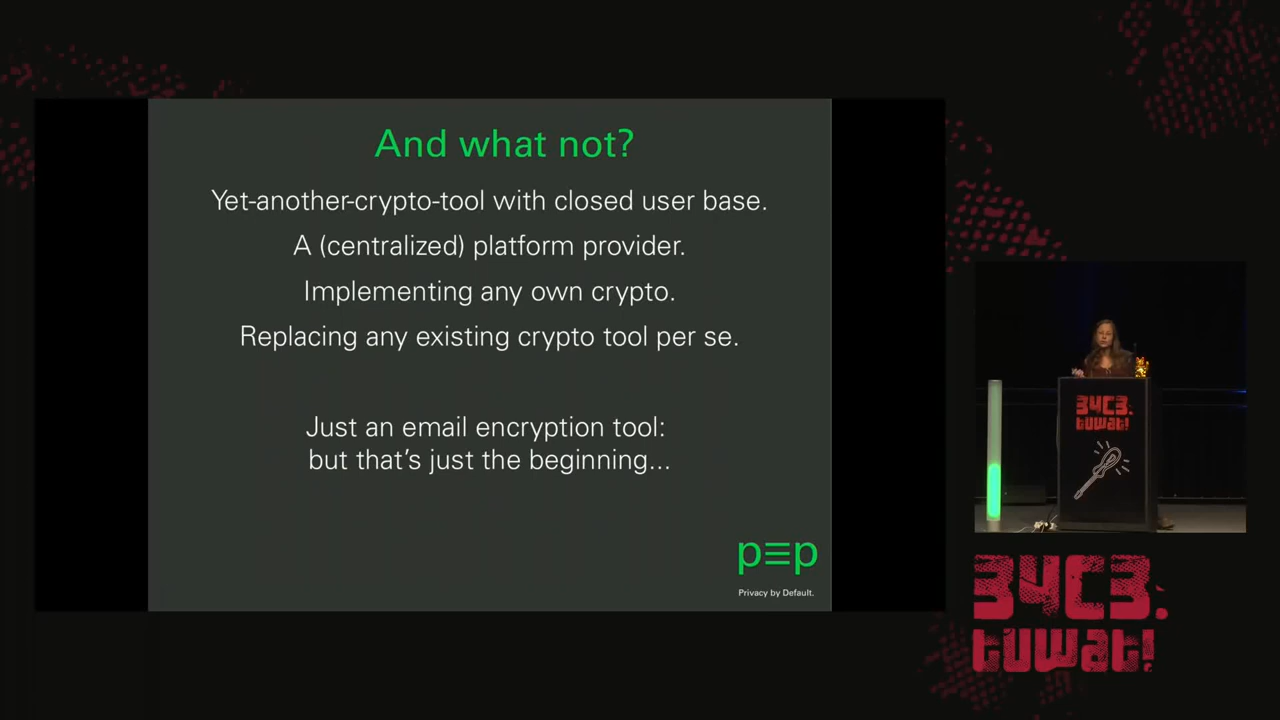 And what not?
Yet-another-crypto-tool with closed user base.
A (centralized) platform provider.
Implementing any own crypto.
Replacing any existing crypto tool per se.
Just an email encryption tool:
but that's just the beginning...
p≡p
Privacy by Default.
34C3.
tuwat!
34C3.
tuwat!